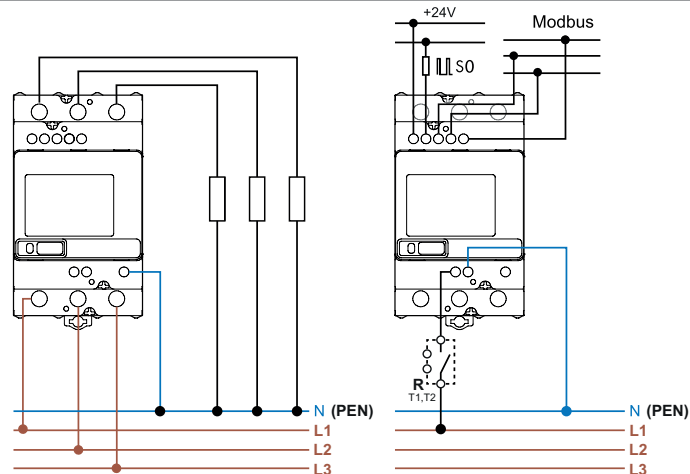 +24V
Modbus
S0
N (PEN)
L1
L2
L3
R
T1,T2
N (PEN)
L1
L2
L3